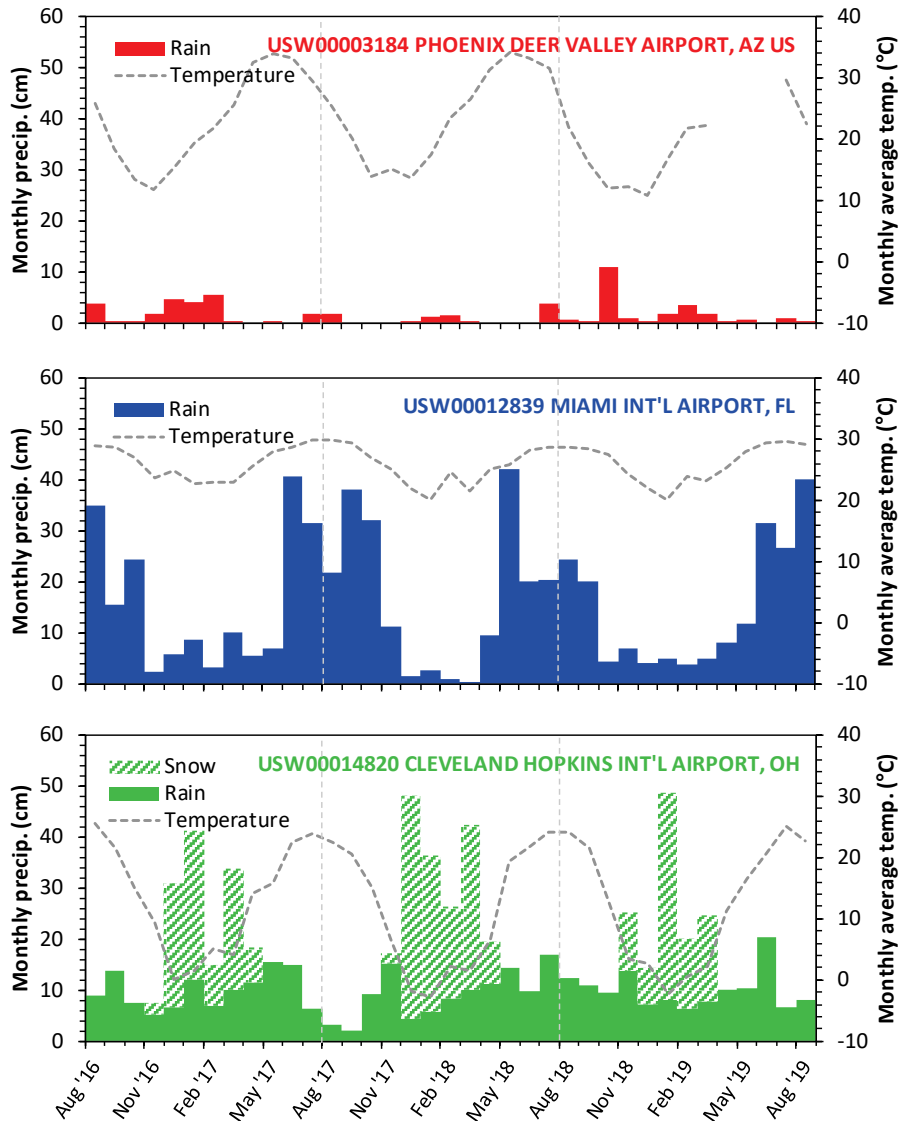 USW00003184 PHOENIX DEER VALLEY AIRPORT, AZ US
Rain
Temperature
Monthly precip. (cm)
60
50
40
30
20
10
0
Monthly average temp. (°C)
40
30
20
10
0
-10
USW00012839 MIAMI INT'L AIRPORT, FL
Rain
Temperature
Monthly precip. (cm)
60
50
40
30
20
10
0
Monthly average temp. (°C)
40
30
20
10
0
-10
USW00014820 CLEVELAND HOPKINS INT'L AIRPORT, OH
Snow
Rain
Temperature
Monthly precip. (cm)
60
50
40
30
20
10
0
Monthly average temp. (°C)
40
30
20
10
0
-10
Aug '16
Nov '16
Feb '17
May '17
Aug '17
Nov '17
Feb '18
May '18
Aug '18
Nov '18
Feb '19
May '19
Aug '19